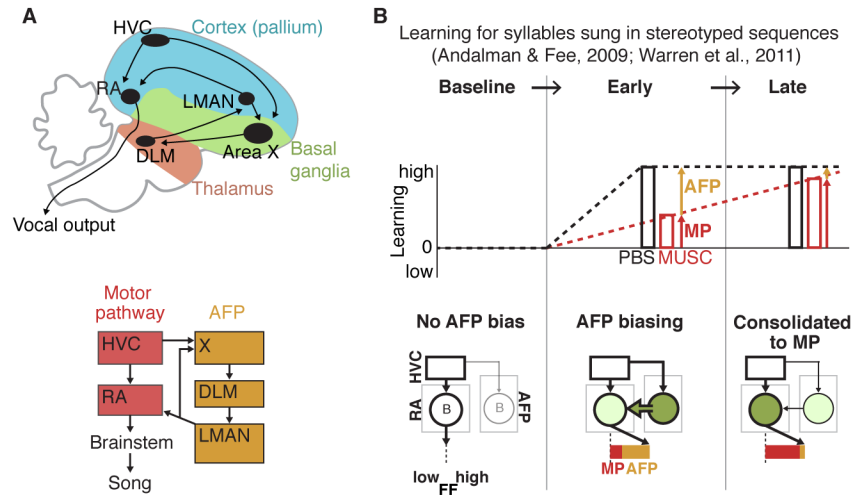 A
HVC
Cortex (pallium)
RA
LMAN
DLM
Area X
Basal
ganglia
Thalamus
Vocal output
Motor
pathway
AFP
HVC
X
RA
DLM
LMAN
Brainstem
Song
B
Learning for syllables sung in stereotyped sequences
(Andalman & Fee, 2009; Warren et al., 2011)
Baseline
Early
Late
high
AFP
Learning
MP
0
PBS MUSC
low
No AFP bias
AFP biasing
Consolidated
to MP
HVC
RA
B
B
AFP
MP AFP
low FF high